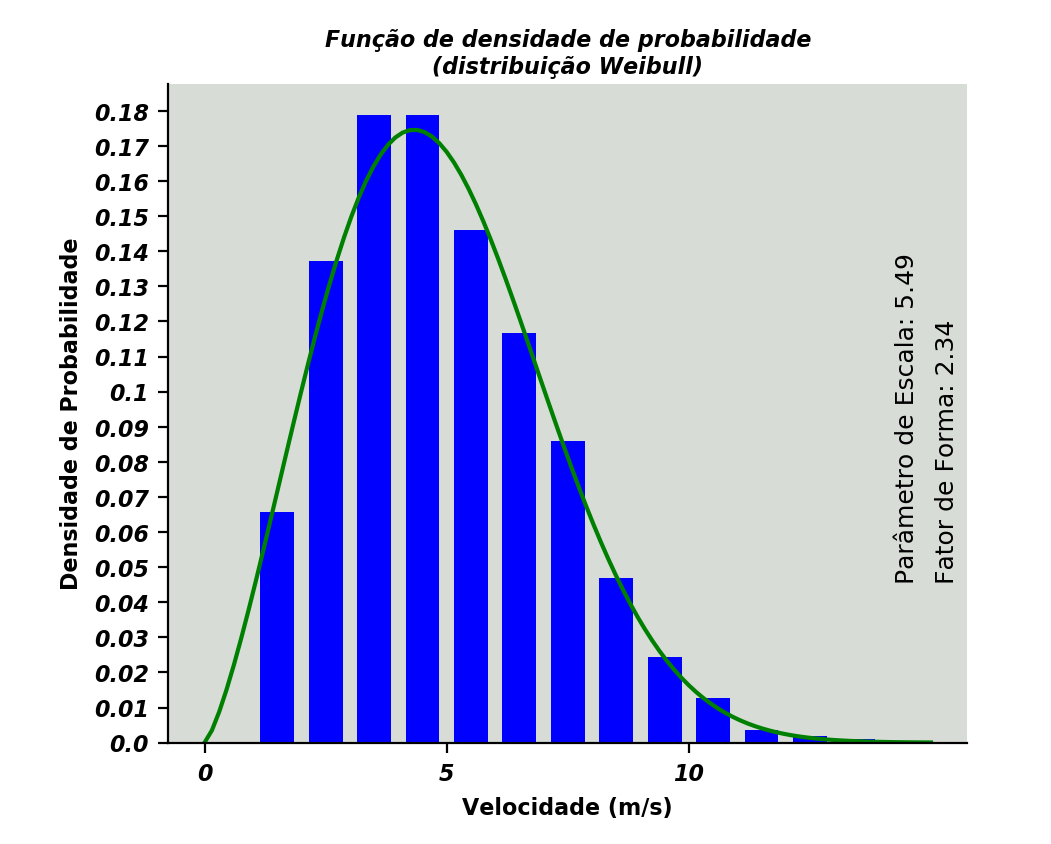 Função de densidade de probabilidade
(distribuição Weibull)
Densidade de Probabilidade
0.18
0.17
0.16
0.15
0.14
0.13
0.12
0.11
0.1
0.09
0.08
0.07
0.06
0.05
0.04
0.03
0.02
0.01
0.0
Parâmetro de Escala: 5.49
Fator de Forma: 2.34
0 5 10
Velocidade (m/s)